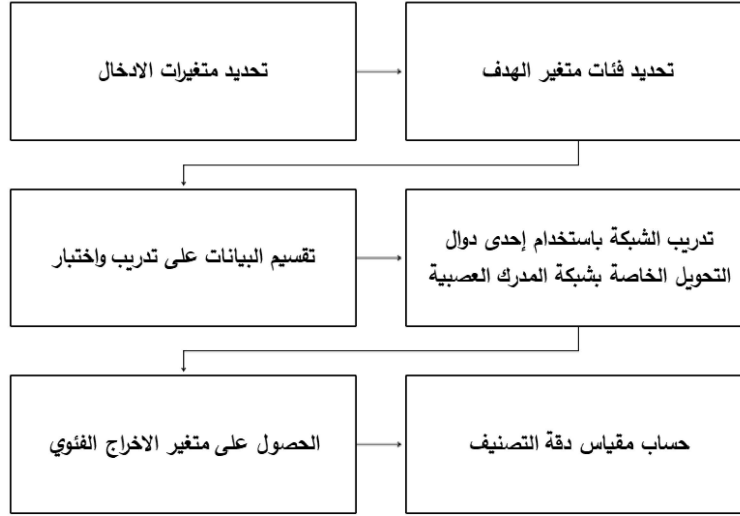 تحديد متغيرات الادخال
تحديد فئات متغير الهدف
تقسيم البيانات على تدريب واختبار
تدريب الشبكة باستخدام إحدى دوال
التحويل الخاصة بشبكة المدرك العصبية
الحصول على متغير الاخراج الفئوي
حساب مقياس دقة التصنيف